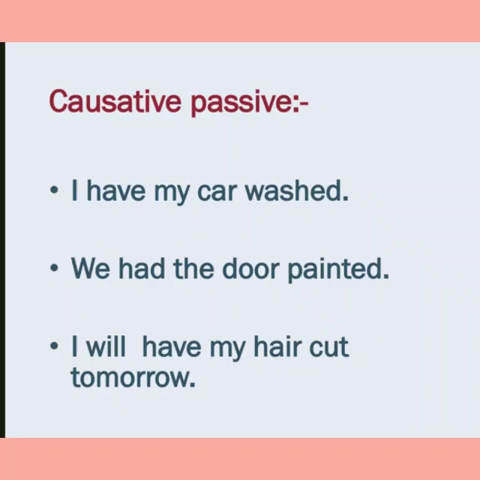 Causative passive:-
• I have my car washed.
• We had the door painted.
• I will  have my hair cut
tomorrow.